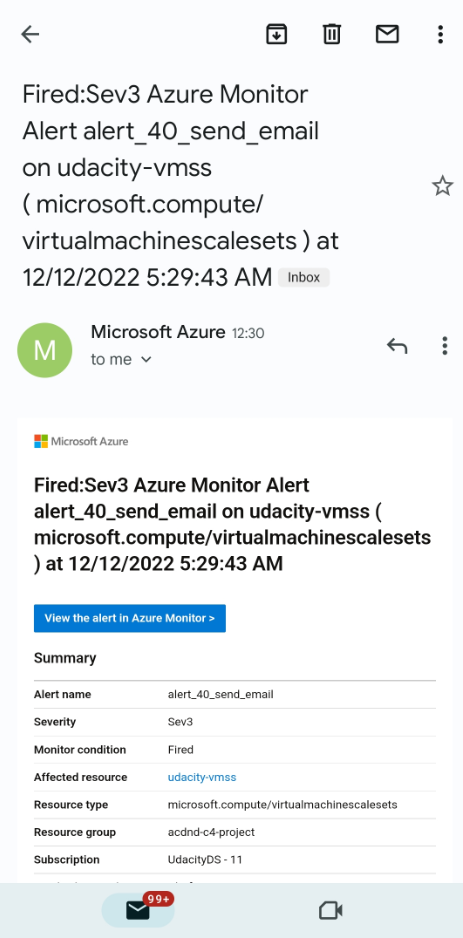 Fired:Sev3 Azure Monitor
Alert alert_40_send_email
on udacity-vmss
( microsoft.compute/
virtualmachinescalesets ) at
12/12/2022 5:29:43 AM Inbox
M
Microsoft Azure 12:30
to me
Microsoft Azure
Fired:Sev3 Azure Monitor Alert
alert_40_send_email on udacity-vmss (
microsoft.compute/virtualmachinescalesets
) at 12/12/2022 5:29:43 AM
View the alert in Azure Monitor >
Summary
Alert name alert_40_send_email
Severity Sev3
Monitor condition Fired
Affected resource udacity-vmss
Resource type microsoft.compute/virtualmachinescalesets
Resource group acdnd-c4-project
Subscription UdacityDS - 11
99+